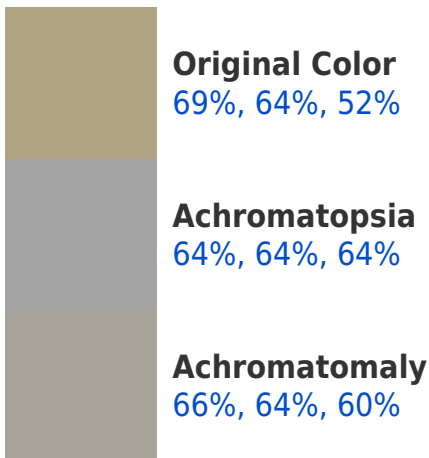 Original Color
69%, 64%, 52%
Achromatopsia
64%, 64%, 64%
Achromatomaly
66%, 64%, 60%